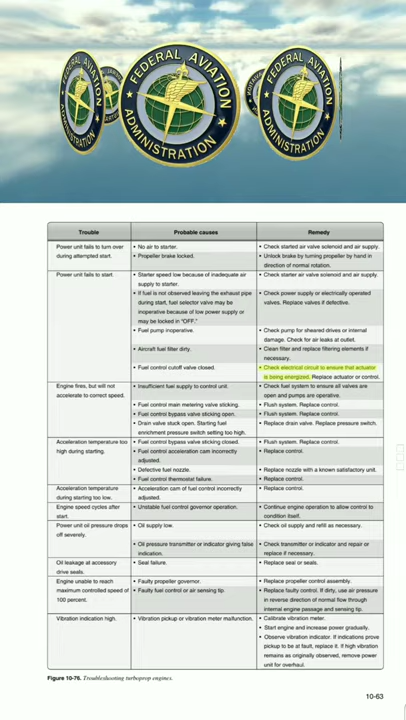 FEDERAL AVIATION
ADMINISTRATION
Trouble
Probable causes
Remedy
Power unit fails to turn over
during attempted start.
• No air to starter.
• Check started air valve solenoid and air supply.
• Propeller brake locked.
• Unlock brake by turning propeller by hand in
direction of normal rotation.
Power unit fails to start.
• Starter speed low because of inadequate air
supply to starter.
• Check starter air valve solenoid and air supply.
• If fuel is not observed leaving the exhaust pipe
during start, fuel selector valve may be
inoperative because of low power supply or
may be locked in "OFF."
• Check power supply or electrically operated
valves. Replace valves if defective.
• Fuel pump inoperative.
• Check pump for sheared drives or internal
damage. Check for air leaks at outlet.
• Aircraft fuel filter dirty.
• Clean filter and replace filtering elements if
necessary.
• Fuel control cutoff valve closed.
• Check electrical circuit to ensure that actuator
is being energized. Replace actuator or control.
Engine fires, but will not
accelerate to correct speed.
• Insufficient fuel supply to control unit.
• Check fuel system to ensure all valves are
open and pumps are operative.
• Fuel control main metering valve sticking.
• Flush system. Replace control.
• Fuel control bypass valve sticking open.
• Flush system. Replace control.
• Drain valve stuck open. Starting fuel
enrichment pressure switch setting too high.
• Replace drain valve. Replace pressure switch.
Acceleration temperature too
high during starting.
• Fuel control bypass valve sticking closed.
• Flush system. Replace control.
• Fuel control acceleration cam incorrectly
adjusted.
• Replace control.
• Defective fuel nozzle.
• Replace nozzle with a known satisfactory unit.
• Fuel control thermostat failure.
• Replace control.
Acceleration temperature
during starting too low.
• Acceleration cam of fuel control incorrectly
adjusted.
• Replace control.
Engine speed cycles after
start.
• Unstable fuel control governor operation.
• Continue engine operation to allow control to
condition itself.
Power unit oil pressure drops
off severely.
• Oil supply low.
• Check oil supply and refill as necessary.
• Oil pressure transmitter or indicator giving false
indication.
• Check transmitter or indicator and repair or
replace if necessary.
Oil leakage at accessory
drive seals.
• Seal failure.
• Replace seal or seals.
Engine unable to reach
maximum controlled speed of
100 percent.
• Faulty propeller governor.
• Replace propeller control assembly.
• Faulty fuel control or air sensing tip.
• Replace faulty control. If dirty, use air pressure
in reverse direction of normal flow through
internal engine passage and sensing tip.
Vibration indication high.
• Vibration pickup or vibration meter malfunction.
• Calibrate vibration meter.
• Start engine and increase power gradually.
• Observe vibration indicator. If indications prove
pickup to be at fault, replace it. If high vibration
remains as originally observed, remove power
unit for overhaul.
Figure 10-76. Troubleshooting turboprop engines.
10-63